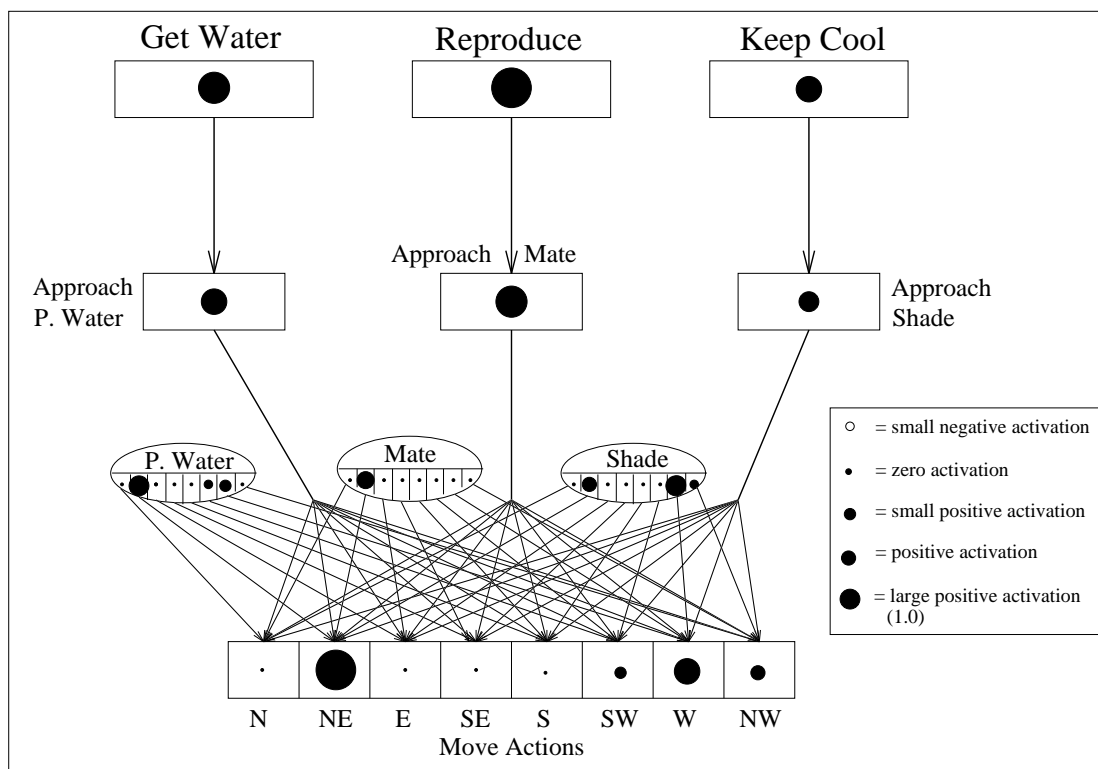 Get Water
Reproduce
Keep Cool
Approach
P. Water
Approach Mate
Approach
Shade
P. Water
Mate
Shade
= small negative activation
= zero activation
= small positive activation
= positive activation
= large positive activation
(1.0)
N NE E SE S SW W NW
Move Actions